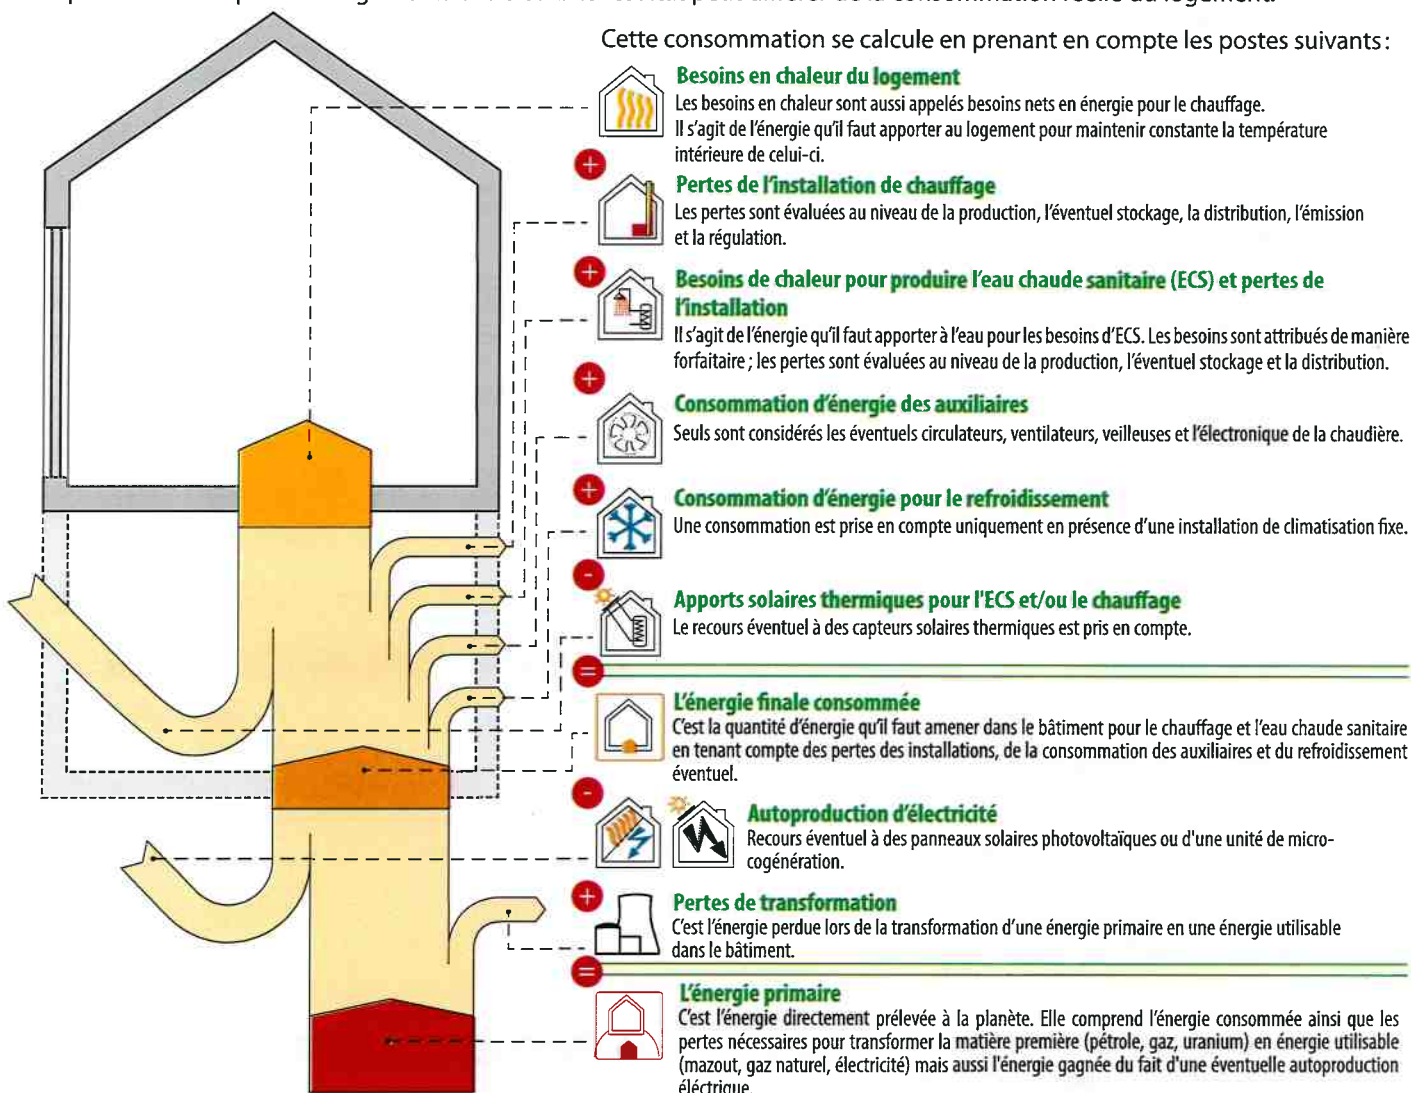 Cette consommation se calcule en prenant en compte les postes suivants :
Besoins en chaleur du logement
Les besoins en chaleur sont aussi appelés besoins nets en énergie pour le chauffage.
Il s'agit de l'énergie qu'il faut apporter au logement pour maintenir constante la température
intérieure de celui-ci.
+
Pertes de l'installation de chauffage
Les pertes sont évaluées au niveau de la production, l'éventuel stockage, la distribution, l'émission
et la régulation.
+
Besoins de chaleur pour produire l'eau chaude sanitaire (ECS) et pertes de
l'installation
Il s'agit de l'énergie qu'il faut apporter à l'eau pour les besoins d'ECS. Les besoins sont attribués de manière
forfaitaire ; les pertes sont évaluées au niveau de la production, l'éventuel stockage et la distribution.
+
Consommation d'énergie des auxiliaires
Seuls sont considérés les éventuels circulateurs, ventilateurs, veilleuses et l'électronique de la chaudière.
+
Consommation d'énergie pour le refroidissement
Une consommation est prise en compte uniquement en présence d'une installation de climatisation fixe.
-
Apports solaires thermiques pour l'ECS et/ou le chauffage
Le recours éventuel à des capteurs solaires thermiques est pris en compte.
=
L'énergie finale consommée
C'est la quantité d'énergie qu'il faut amener dans le bâtiment pour le chauffage et l'eau chaude sanitaire
en tenant compte des pertes des installations, de la consommation des auxiliaires et du refroidissement
éventuel.
-
Autoproduction d'électricité
Recours éventuel à des panneaux solaires photovoltaïques ou d'une unité de micro-
cogénération.
+
Pertes de transformation
C'est l'énergie perdue lors de la transformation d'une énergie primaire en une énergie utilisable
dans le bâtiment.
=
L'énergie primaire
C'est l'énergie directement prélevée à la planète. Elle comprend l'énergie consommée ainsi que les
pertes nécessaires pour transformer la matière première (pétrole, gaz, uranium) en énergie utilisable
(mazout, gaz naturel, électricité) mais aussi l'énergie gagnée du fait d'une éventuelle autoproduction
éléctrique.